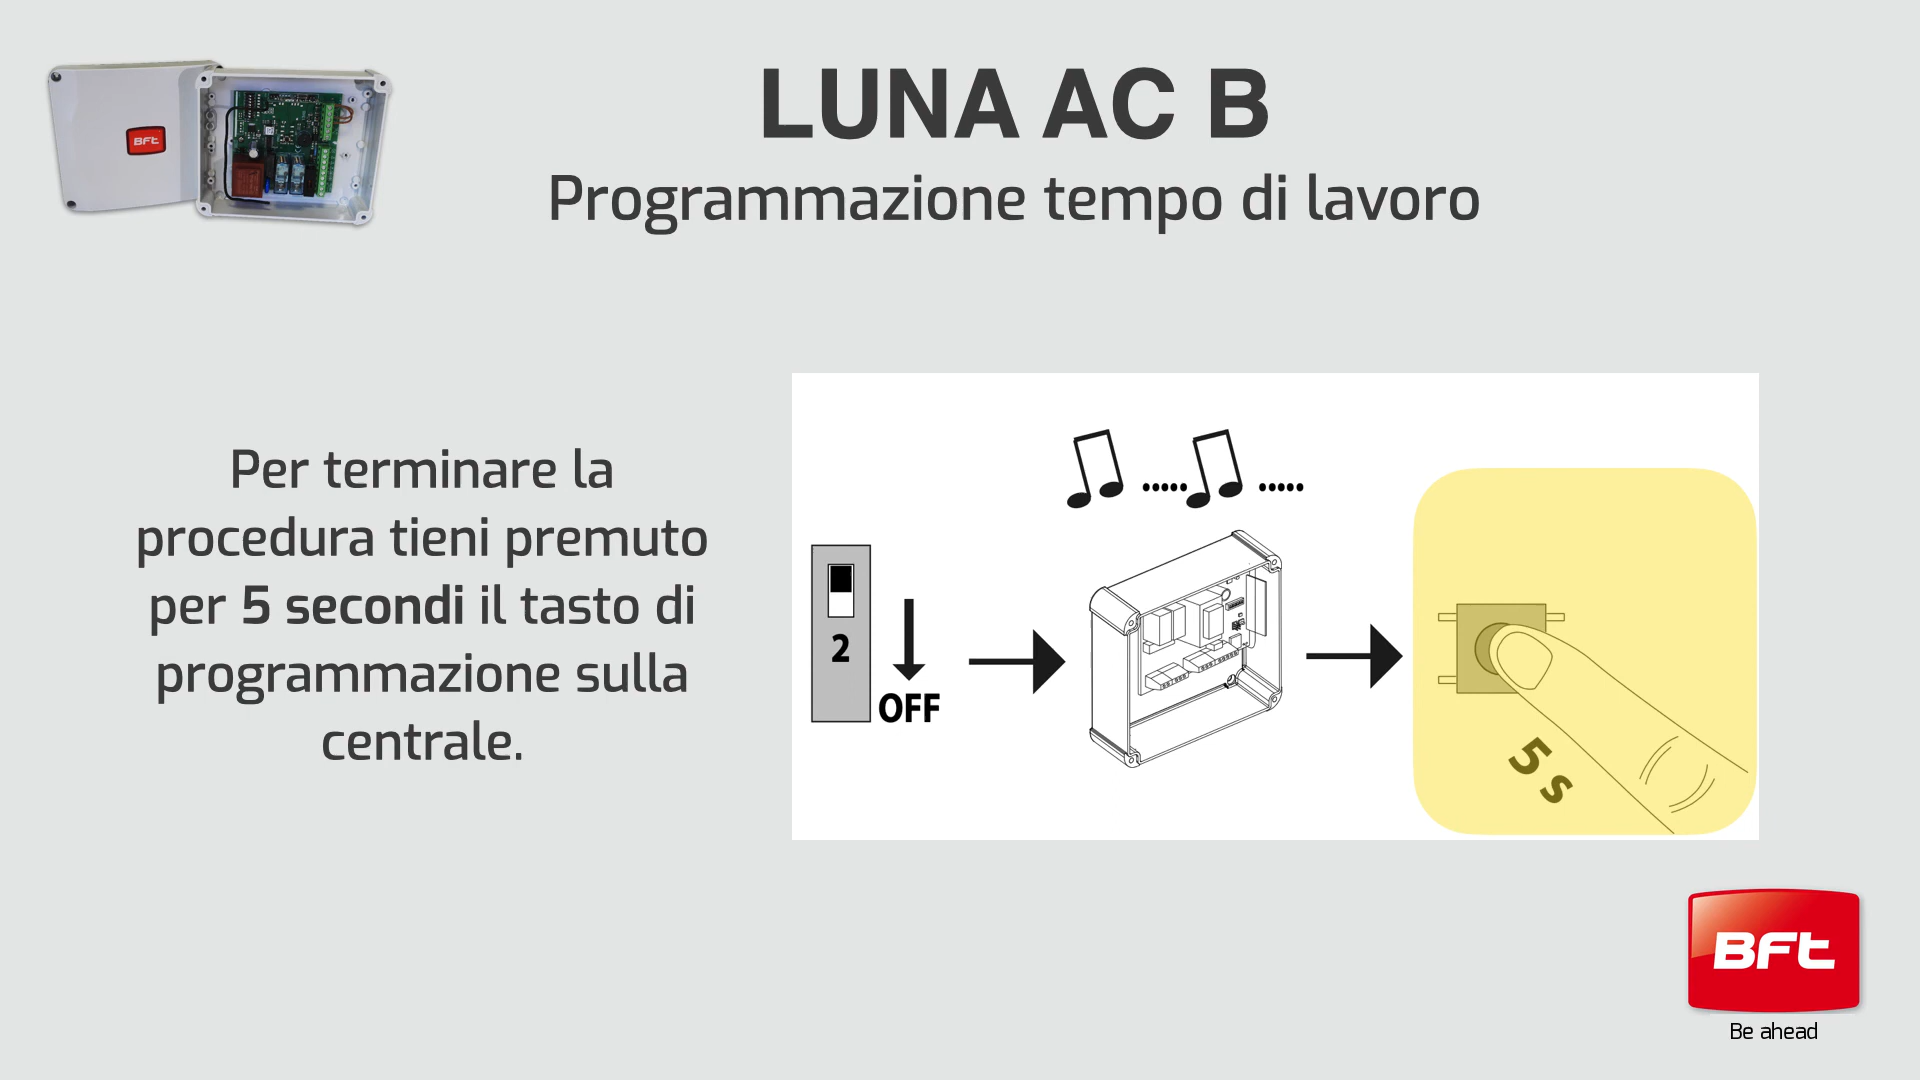 BFt
LUNA AC B
Programmazione tempo di lavoro
Per terminare la
procedura tieni premuto
per 5 secondi il tasto di
programmazione sulla
centrale.
2
OFF
5 s
BFt
Be ahead